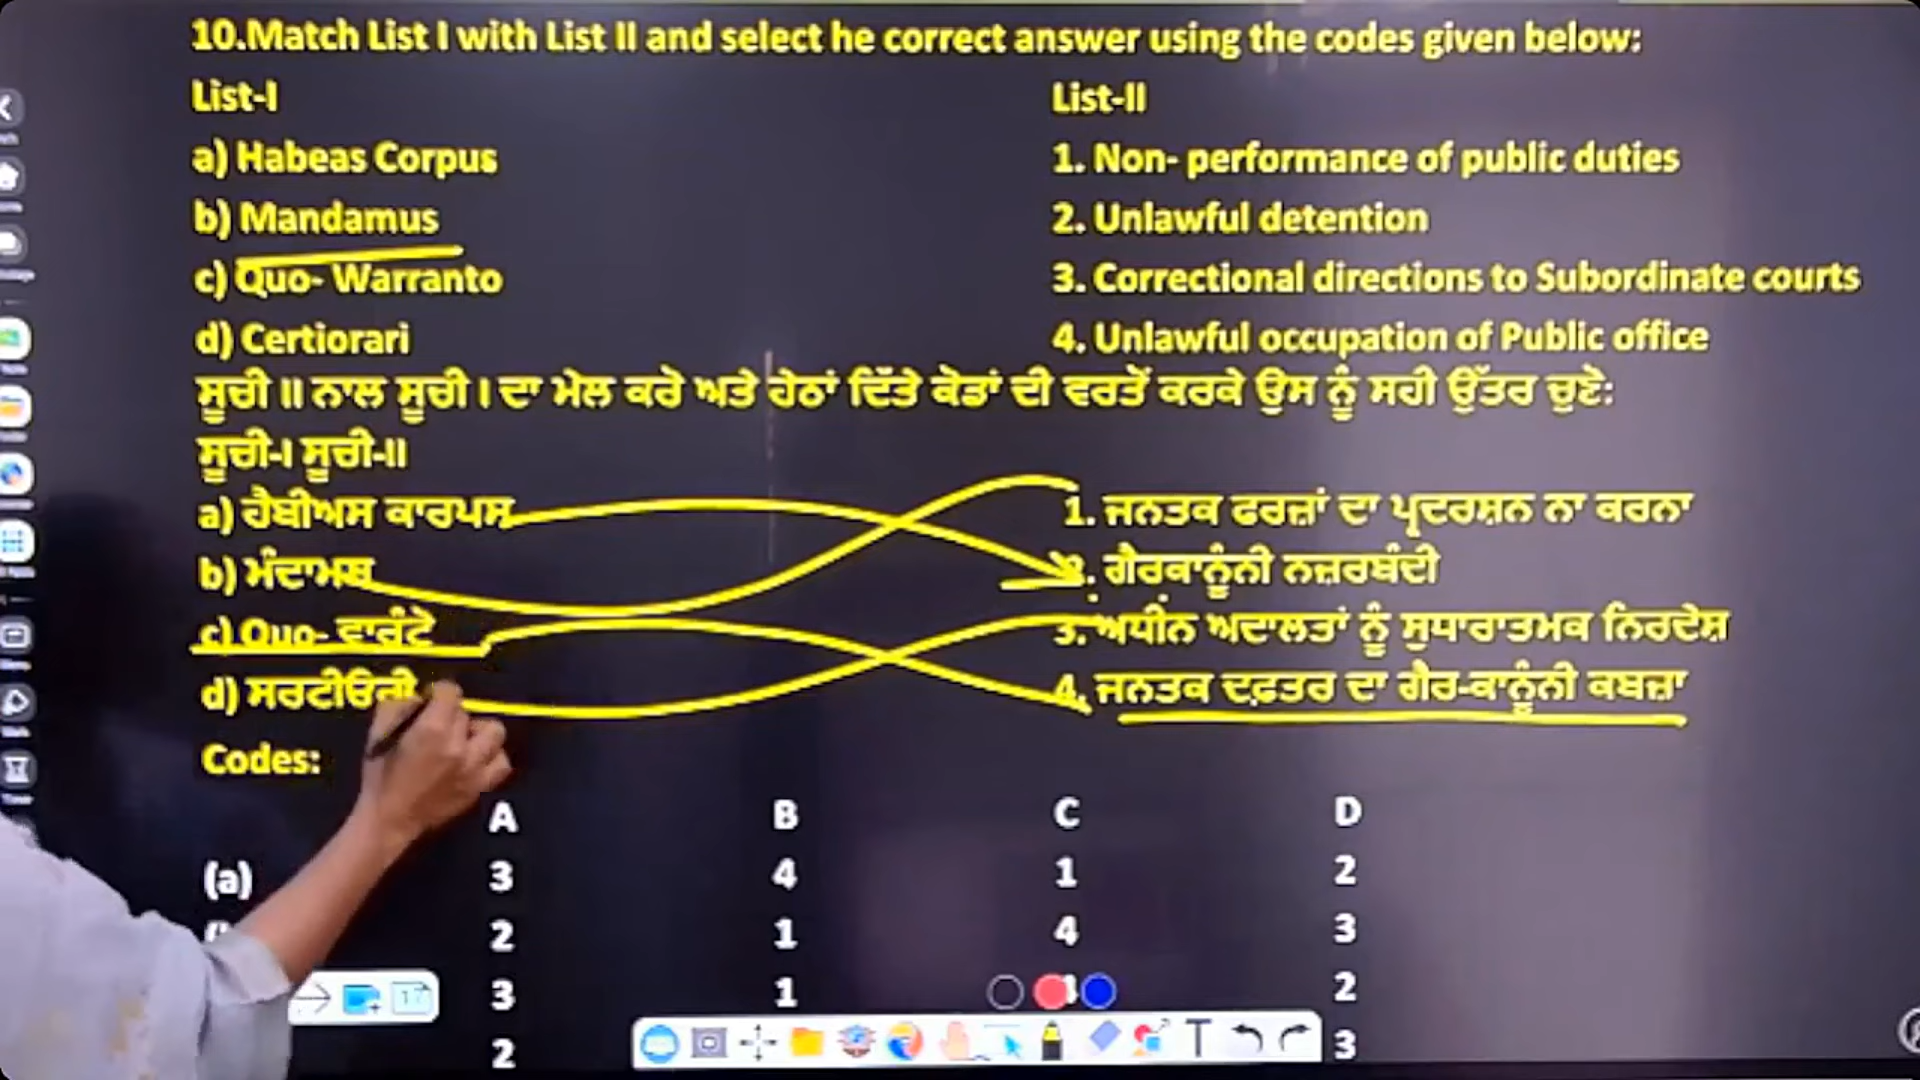 10.Match List I with List II and select he correct answer using the codes given below:
List-I List-II
a) Habeas Corpus 1. Non- performance of public duties
b) Mandamus 2. Unlawful detention
c) Quo- Warranto 3. Correctional directions to Subordinate courts
d) Certiorari 4. Unlawful occupation of Public office
ਸੂਚੀ II ਨਾਲ ਸੂਚੀ I ਦਾ ਮੇਲ ਕਰੋ ਅਤੇ ਹੇਠਾਂ ਦਿੱਤੇ ਕੋਡਾਂ ਦੀ ਵਰਤੋਂ ਕਰਕੇ ਉਸ ਨੂੰ ਸਹੀ ਉੱਤਰ ਚੁਣੋ:
ਸੂਚੀ-I ਸੂਚੀ-II
a) ਹੈਬੀਅਸ ਕਾਰਪਸ 1. ਜਨਤਕ ਫਰਜ਼ਾਂ ਦਾ ਪ੍ਰਦਰਸ਼ਨ ਨਾ ਕਰਨਾ
b) ਮੰਦਾਮਸ 2. ਗੈਰਕਾਨੂੰਨੀ ਨਜ਼ਰਬੰਦੀ
c) Quo- ਵਾਰੰਟੋ 3. ਅਧੀਨ ਅਦਾਲਤਾਂ ਨੂੰ ਸੁਧਾਰਾਤਮਕ ਨਿਰਦੇਸ਼
d) ਸਰਟੀਓਰੀ 4. ਜਨਤਕ ਦਫ਼ਤਰ ਦਾ ਗੈਰ-ਕਾਨੂੰਨੀ ਕਬਜ਼ਾ
Codes:
A B C D
(a) 3 4 1 2
2 1 4 3
3 1 2
2 3